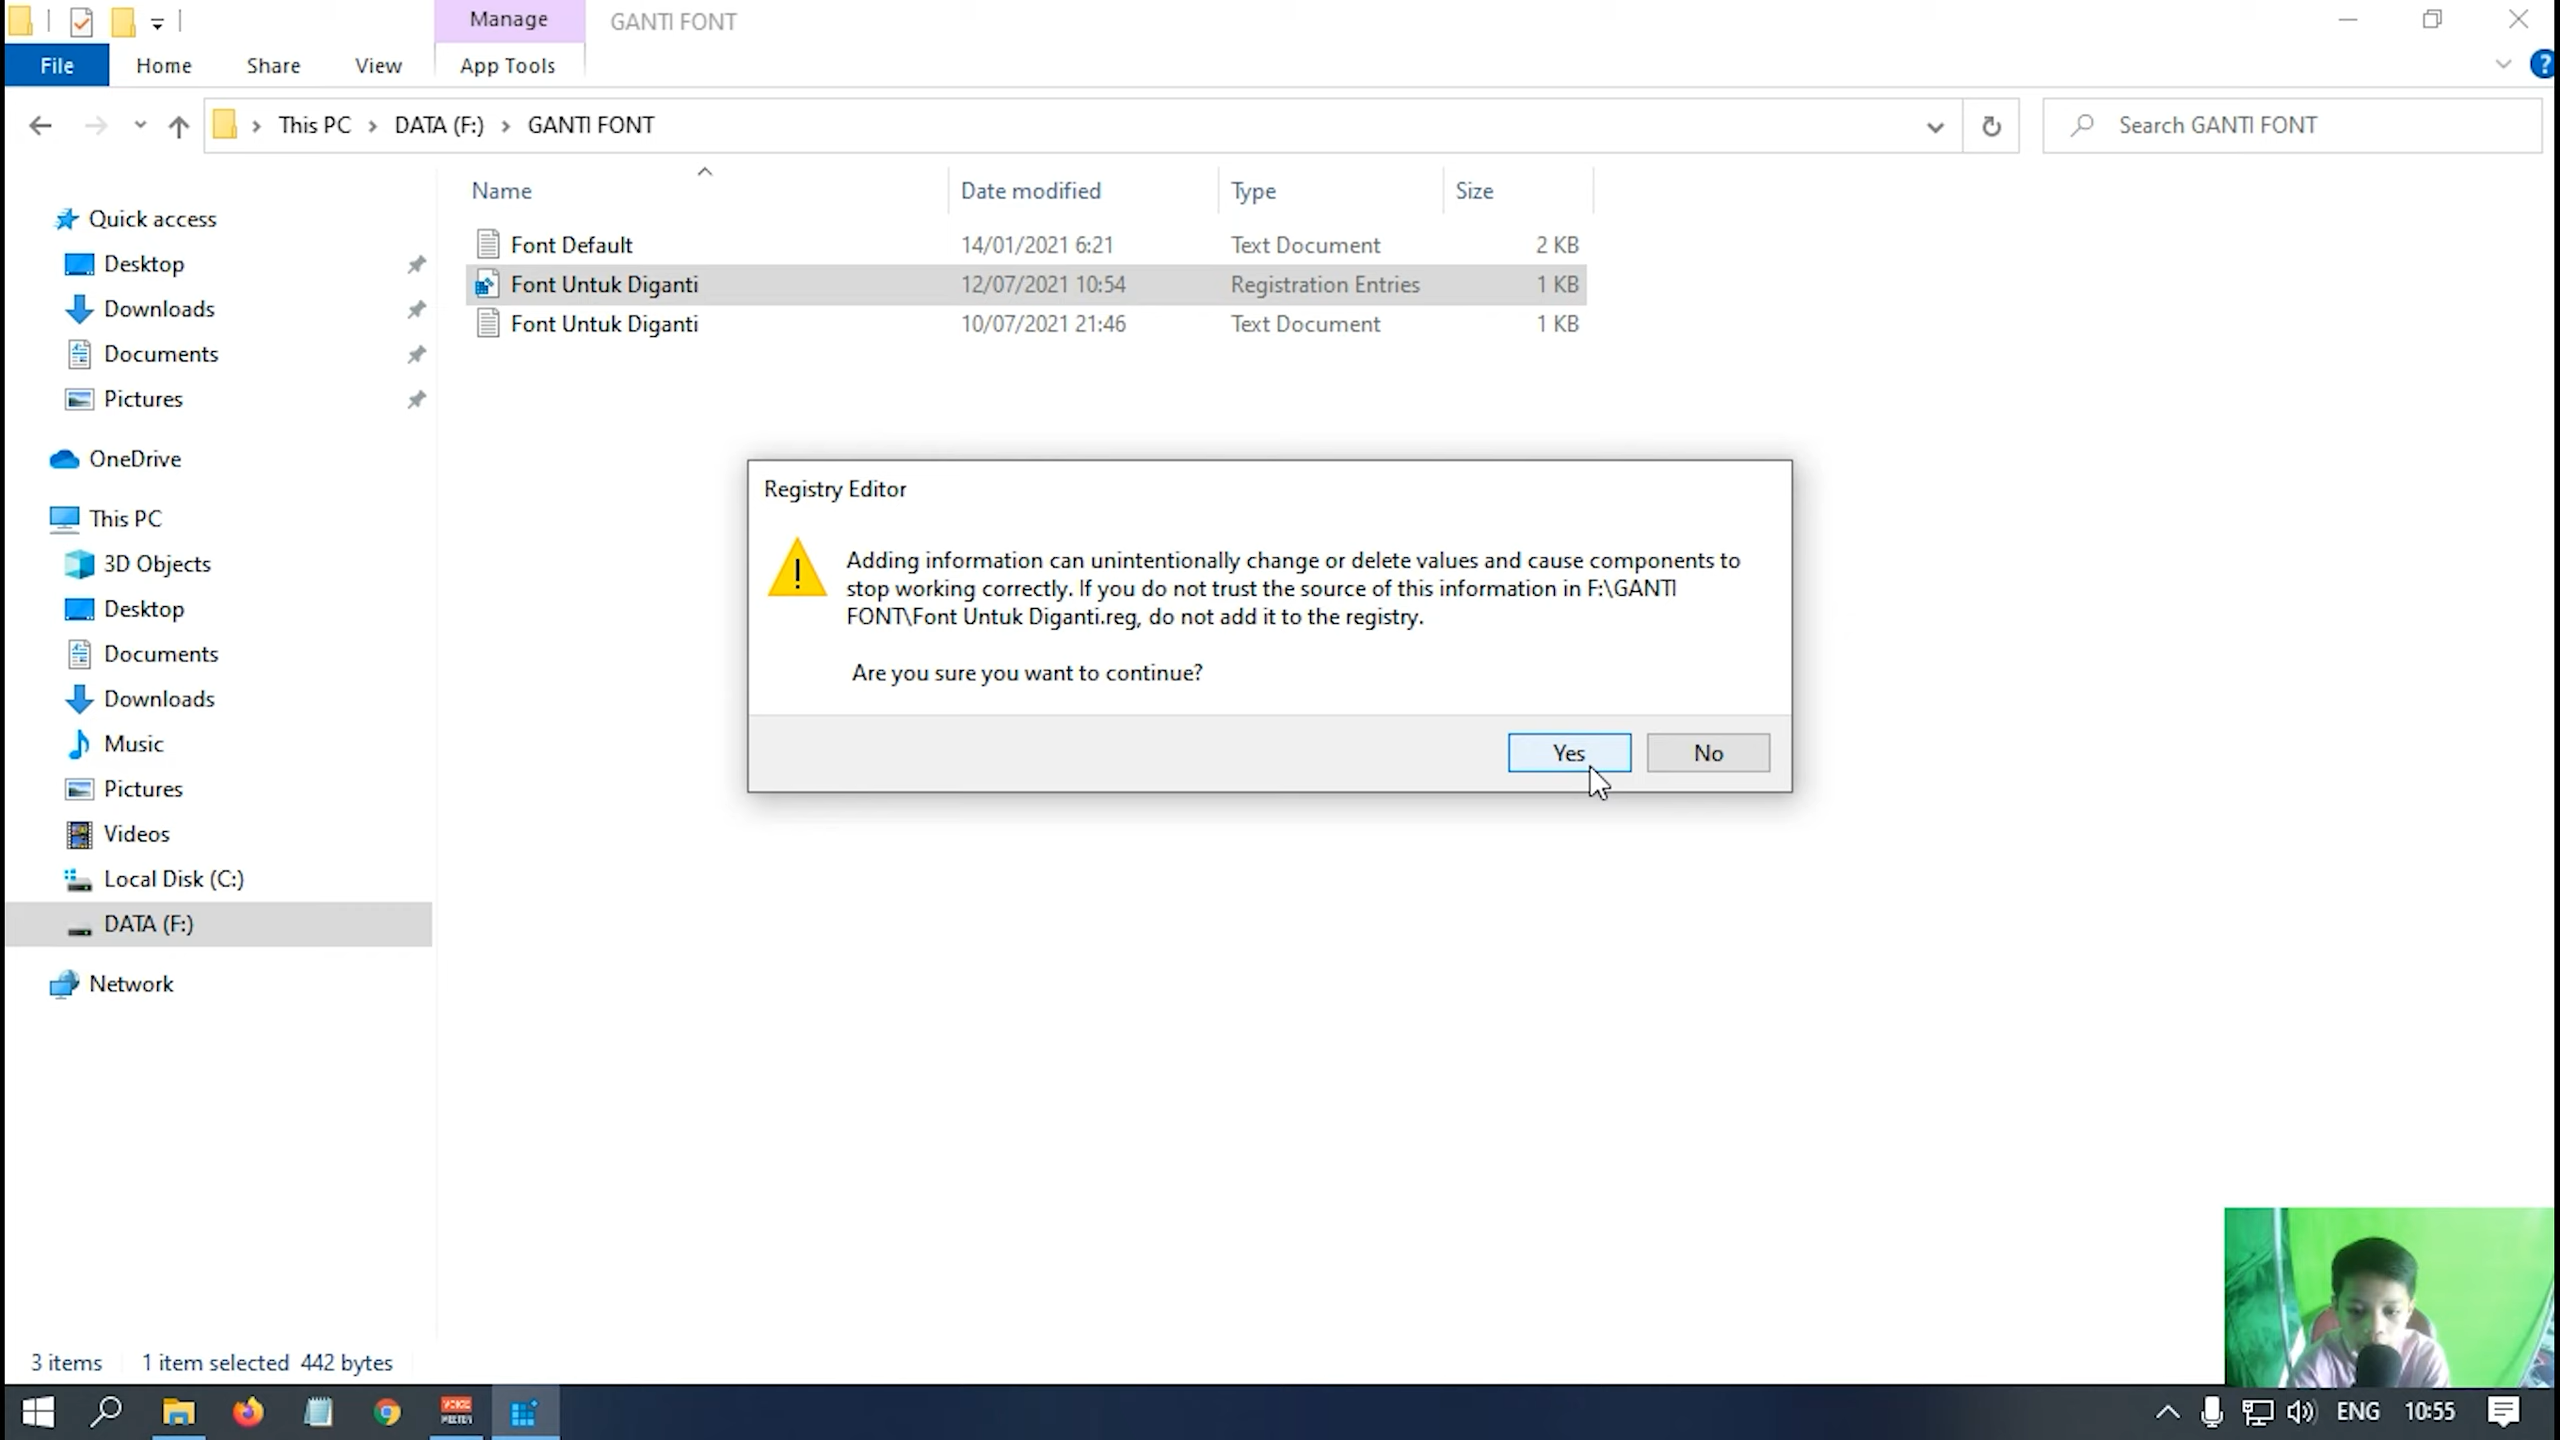 Manage
GANTI FONT
File
Home
Share
View
App Tools
This PC
DATA (F:)
GANTI FONT
Search GANTI FONT
Name
Date modified
Type
Size
Font Default
14/01/2021 6:21
Text Document
2 KB
Font Untuk Diganti
12/07/2021 10:54
Registration Entries
1 KB
Font Untuk Diganti
10/07/2021 21:46
Text Document
1 KB
Quick access
Desktop
Downloads
Documents
Pictures
OneDrive
This PC
3D Objects
Desktop
Documents
Downloads
Music
Pictures
Videos
Local Disk (C:)
DATA (F:)
Network
Registry Editor
Adding information can unintentionally change or delete values and cause components to
stop working correctly. If you do not trust the source of this information in F:\GANTI
FONT\Font Untuk Diganti.reg, do not add it to the registry.
Are you sure you want to continue?
Yes
No
3 items
1 item selected 442 bytes
VOICE
MEETER
ENG
10:55